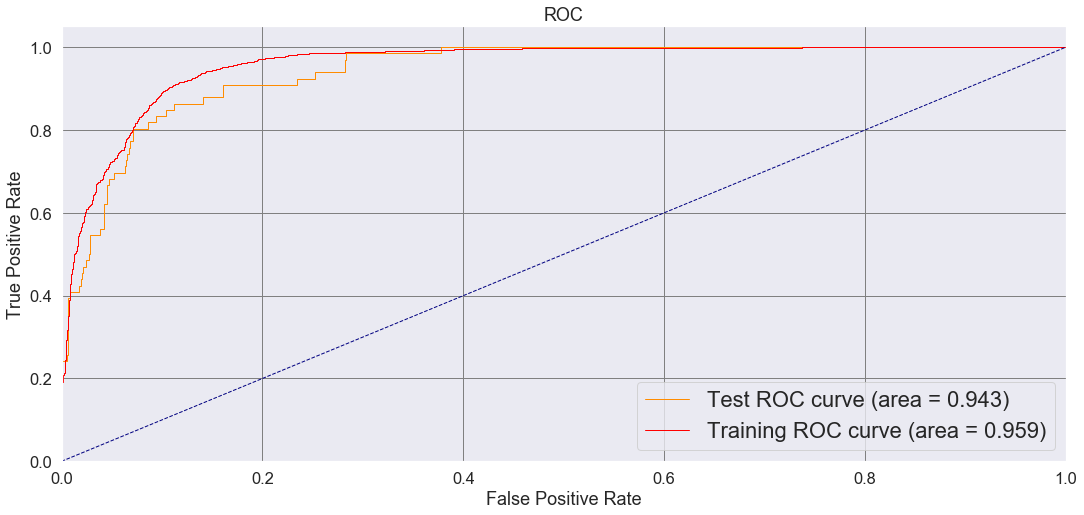 ROC
1.0
0.8
0.6
0.4
0.2
0.0
True Positive Rate
Test ROC curve (area = 0.943)
Training ROC curve (area = 0.959)
0.0 0.2 0.4 0.6 0.8 1.0
False Positive Rate